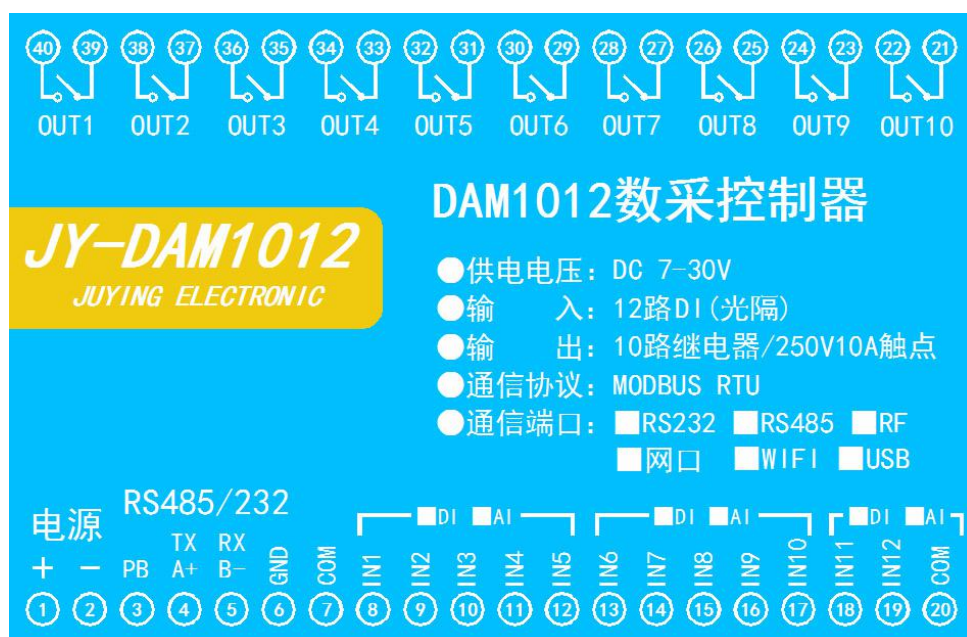 40 39 38 37 36 35 34 33 32 31 30 29 28 27 26 25 24 23 22 21
OUT1 OUT2 OUT3 OUT4 OUT5 OUT6 OUT7 OUT8 OUT9 OUT10
DAM1012数采控制器
JY-DAM1012
JUYING ELECTRONIC
●供电电压：DC 7-30V
●输 入：12路DI(光隔)
●输 出：10路继电器/250V10A触点
●通信协议：MODBUS RTU
●通信端口：■RS232 ■RS485 ■RF
■网口 ■WIFI ■USB
电源 RS485/232 ■DI ■AI ■DI ■AI ■DI ■AI
TX RX
+ - PB A+ B- GND COM IN1 IN2 IN3 IN4 IN5 IN6 IN7 IN8 IN9 IN10 IN11 IN12 COM
1 2 3 4 5 6 7 8 9 10 11 12 13 14 15 16 17 18 19 20